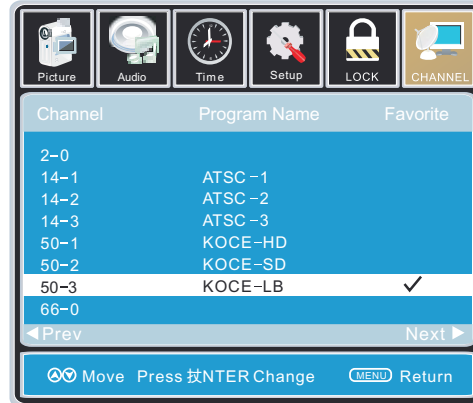 Picture Audio Time Setup LOCK CHANNEL
Channel Program Name Favorite
2-0
14-1 ATSC-1
14-2 ATSC-2
14-3 ATSC-3
50-1 KOCE-HD
50-2 KOCE-SD
50-3 KOCE-LB
66-0
Prev Next
Move Press 扙NTER Change MENU Return